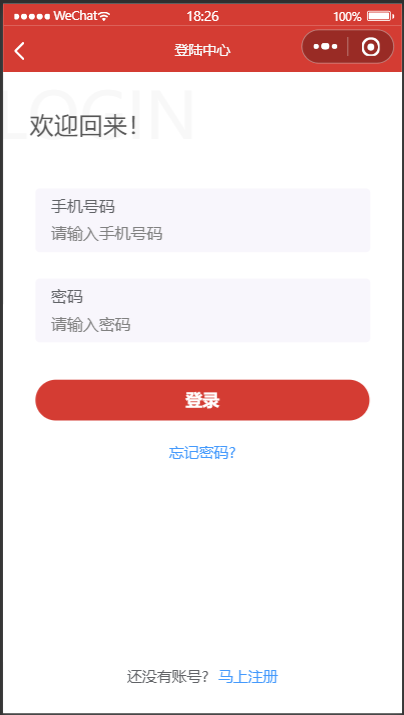 WeChat 18:26 100%
登陆中心
LOGIN
欢迎回来！
手机号码
请输入手机号码
密码
请输入密码
登录
忘记密码?
还没有账号? 马上注册